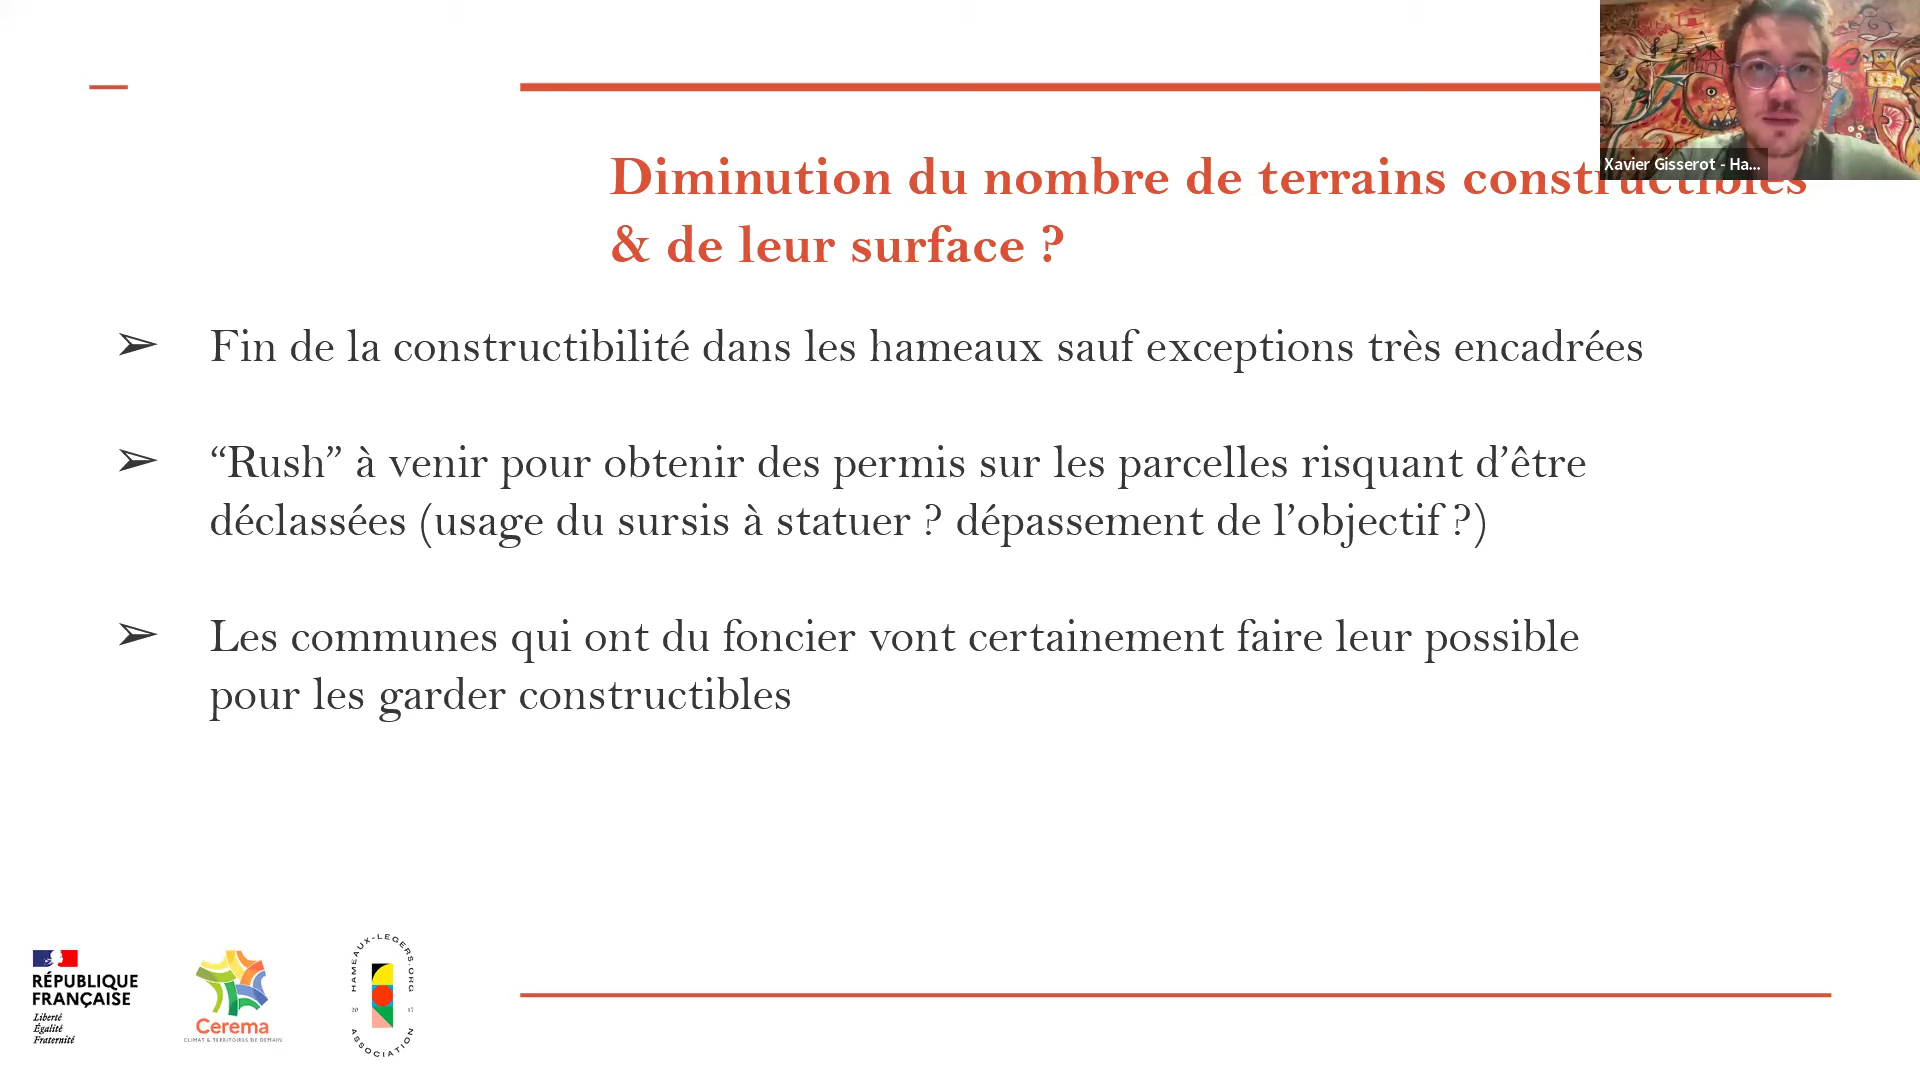 Xavier Gisserot - Ha...
Diminution du nombre de terrains constructibles
& de leur surface ?
➢ Fin de la constructibilité dans les hameaux sauf exceptions très encadrées
➢ “Rush” à venir pour obtenir des permis sur les parcelles risquant d’être
déclassées (usage du sursis à statuer ? dépassement de l’objectif ?)
➢ Les communes qui ont du foncier vont certainement faire leur possible
pour les garder constructibles
RÉPUBLIQUE
FRANÇAISE
Liberté
Égalité
Fraternité
Cerema
CLIMAT & TERRITOIRES DE DEMAIN
HAMEAUX-LEGERS.ORG
20 17
ASSOCIATION